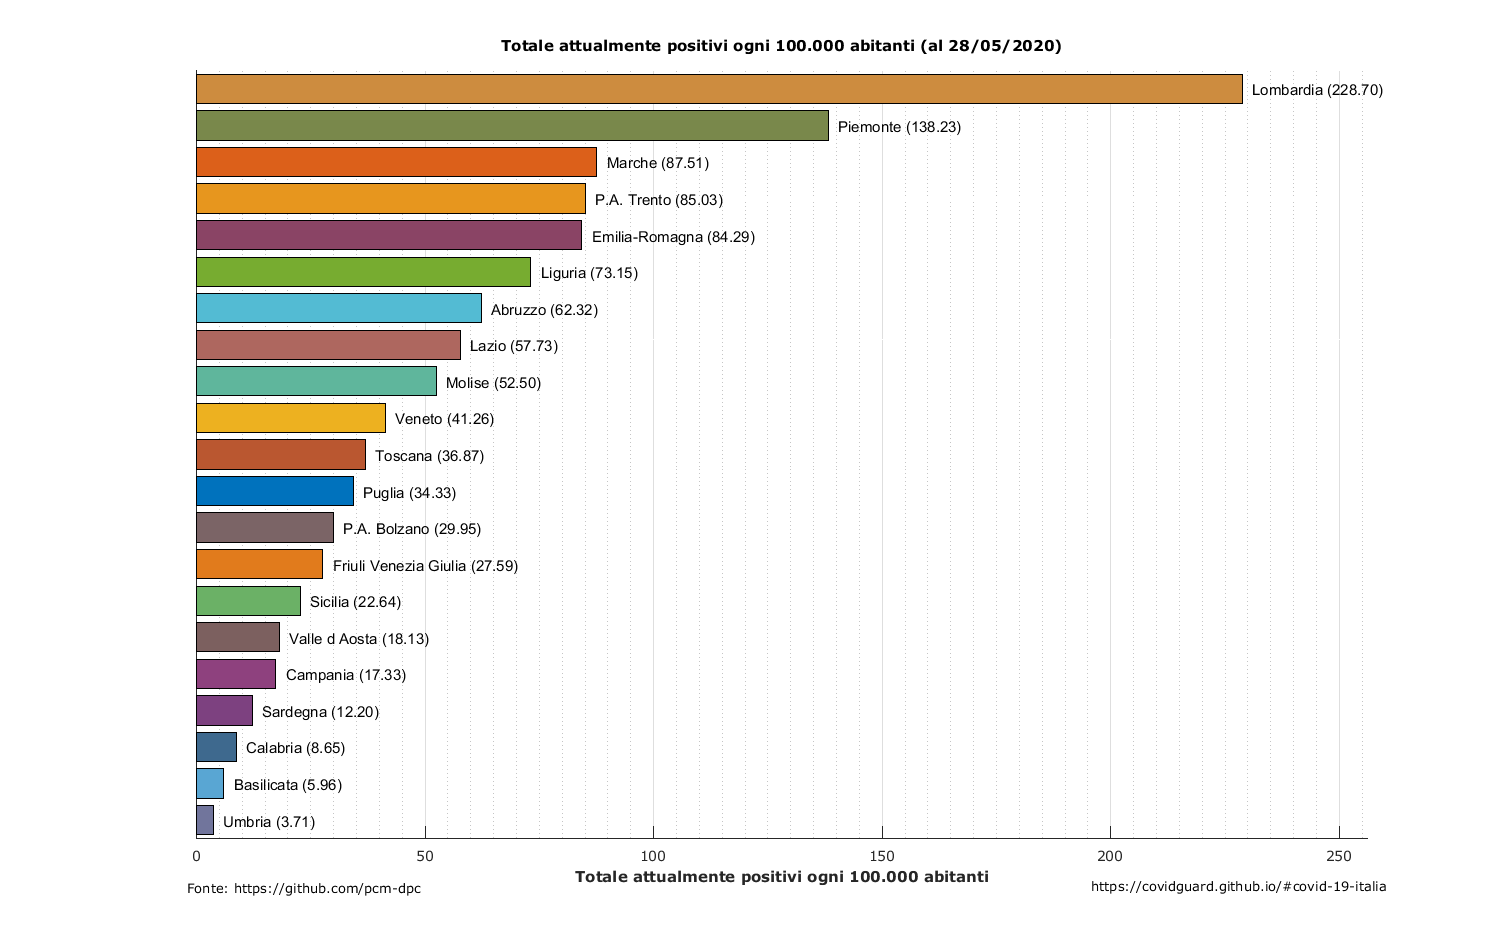 Totale attualmente positivi ogni 100.000 abitanti (al 28/05/2020)
Lombardia (228.70)
Piemonte (138.23)
Marche (87.51)
P.A. Trento (85.03)
Emilia-Romagna (84.29)
Liguria (73.15)
Abruzzo (62.32)
Lazio (57.73)
Molise (52.50)
Veneto (41.26)
Toscana (36.87)
Puglia (34.33)
P.A. Bolzano (29.95)
Friuli Venezia Giulia (27.59)
Sicilia (22.64)
Valle d Aosta (18.13)
Campania (17.33)
Sardegna (12.20)
Calabria (8.65)
Basilicata (5.96)
Umbria (3.71)
0 50 100 150 200 250
Totale attualmente positivi ogni 100.000 abitanti
Fonte: https://github.com/pcm-dpc
https://covidguard.github.io/#covid-19-italia